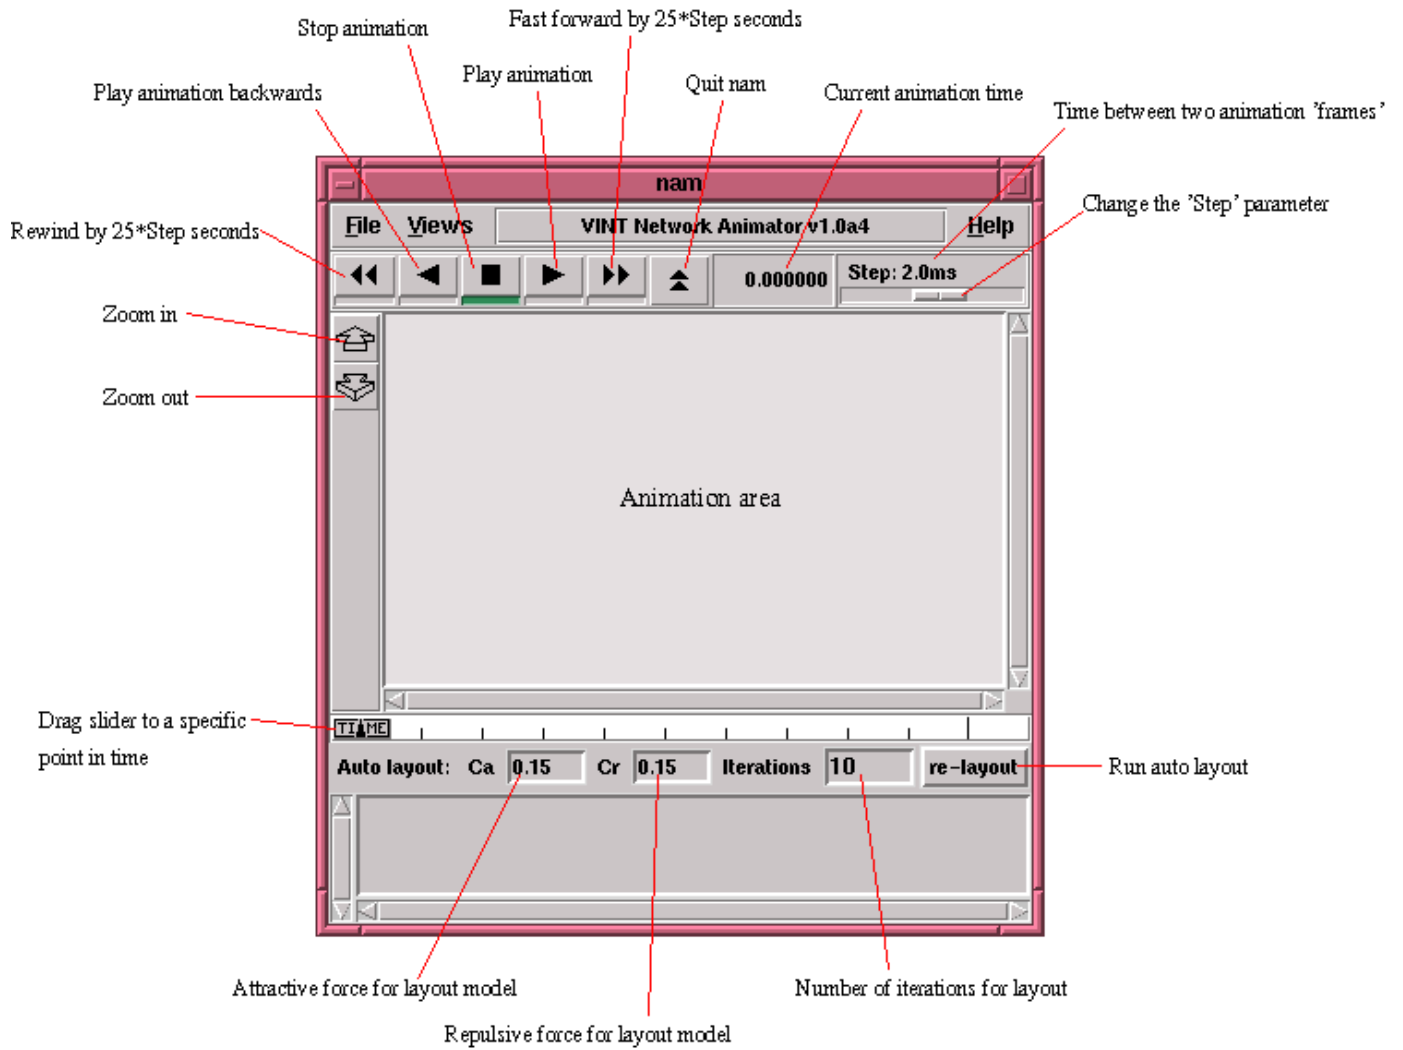 Fast forward by 25*Step seconds
Stop animation
Play animation
Quit nam
Play animation backwards
Current animation time
Time between two animation 'frames'
nam
Change the 'Step' parameter
File Views VINT Network Animator v1.0a4 Help
Rewind by 25*Step seconds
0.000000 Step: 2.0ms
Zoom in
Zoom out
Animation area
Drag slider to a specific
point in time
TIME
Auto layout: Ca 0.15 Cr 0.15 Iterations 10 re-layout
Run auto layout
Attractive force for layout model
Number of iterations for layout
Repulsive force for layout model